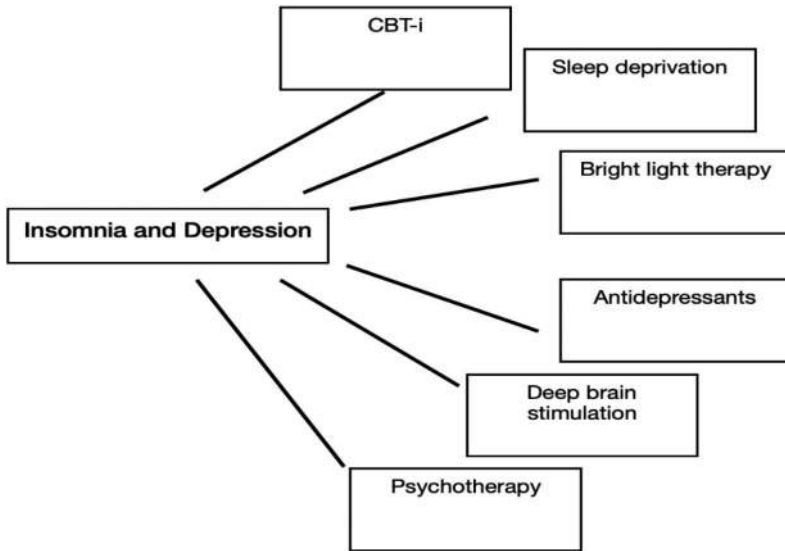 CBT-i
Sleep deprivation
Bright light therapy
Insomnia and Depression
Antidepressants
Deep brain
stimulation
Psychotherapy